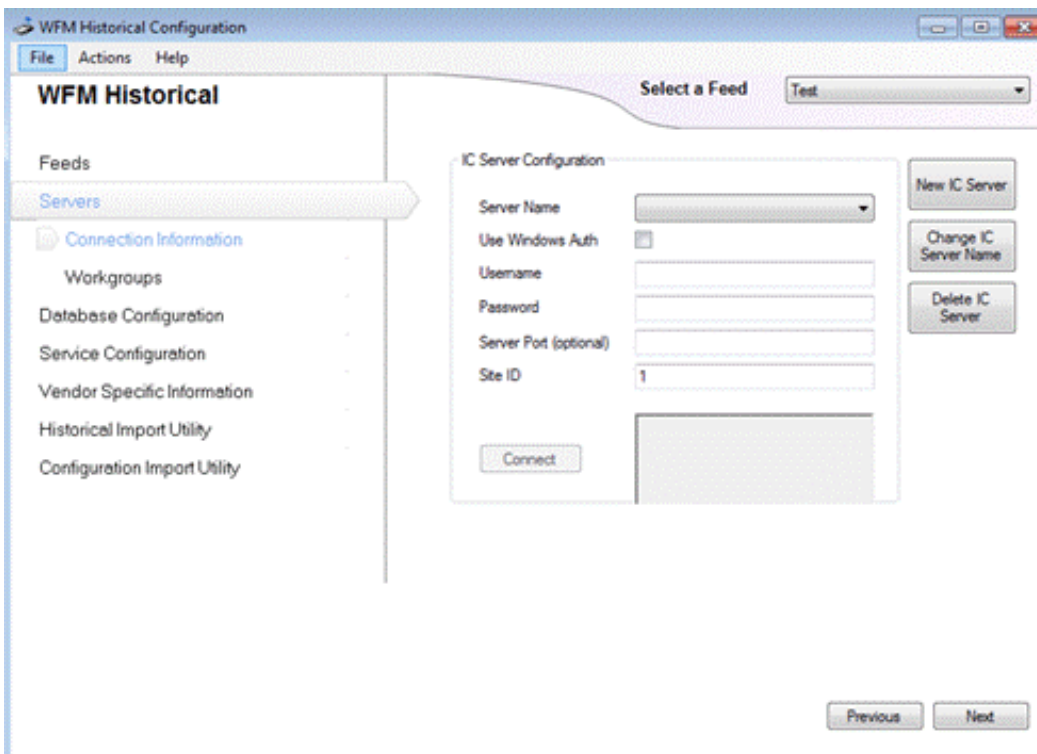 WFM Historical Configuration
File Actions Help
WFM Historical
Select a Feed Test
Feeds
Servers
Connection Information
Workgroups
Database Configuration
Service Configuration
Vendor Specific Information
Historical Import Utility
Configuration Import Utility
IC Server Configuration
Server Name
Use Windows Auth
Username
Password
Server Port (optional)
Site ID 1
Connect
New IC Server
Change IC
Server Name
Delete IC
Server
Previous Next